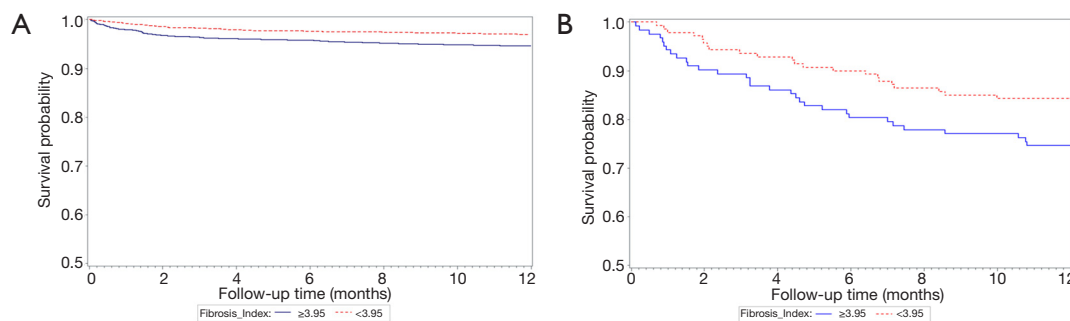 A
1.0
0.9
0.8
0.7
0.6
0.5
Survival probability
0 2 4 6 8 10 12
Follow-up time (months)
Fibrosis_Index: ≥3.95 <3.95
B
1.0
0.9
0.8
0.7
0.6
0.5
Survival probability
0 2 4 6 8 10 12
Follow-up time (months)
Fibrosis_Index: ≥3.95 <3.95